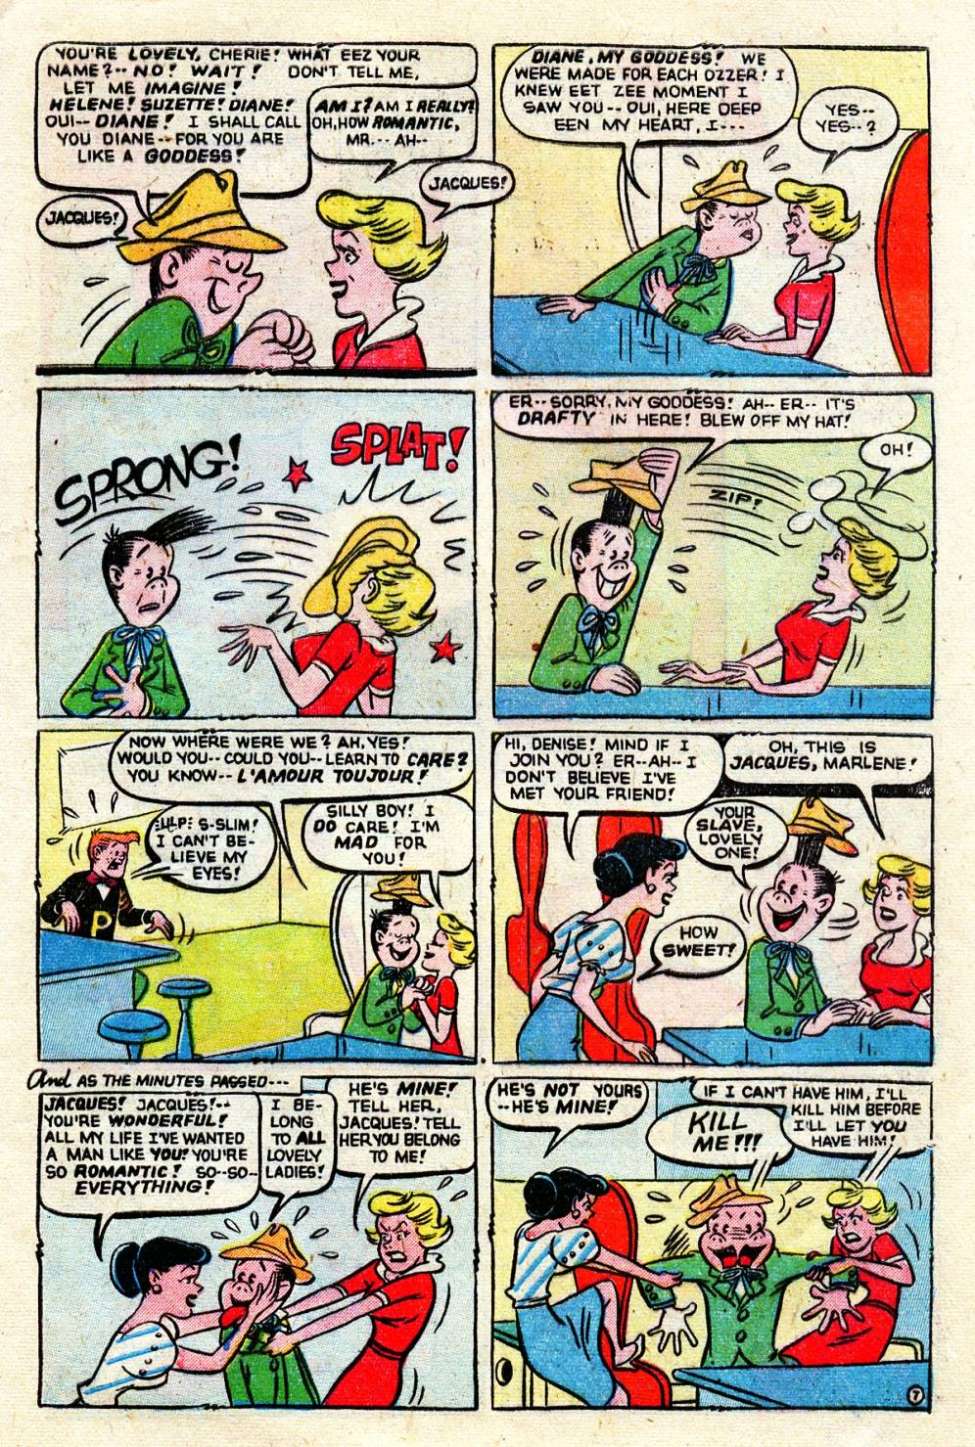 YOU'RE LOVELY, CHERIE! WHAT EEZ YOUR
NAME?-- NO! WAIT! DON'T TELL ME,
LET ME IMAGINE!
HELENE! SUZETTE! DIANE!
OUI-- DIANE! I SHALL CALL
YOU DIANE-- FOR YOU ARE
LIKE A GODDESS!
AM I? AM I REALLY?
OH, HOW ROMANTIC,
MR.-- AH--
JACQUES!
JACQUES!
DIANE, MY GODDESS! WE
WERE MADE FOR EACH OZZER! I
KNEW EET ZEE MOMENT I
SAW YOU-- OUI, HERE DEEP
EEN MY HEART, I---
YES--
YES--?
SPRONG!
SPLAT!
ER-- SORRY, MY GODDESS! AH-- ER-- IT'S
DRAFTY IN HERE! BLEW OFF MY HAT!
ZIP!
OH!
NOW WHERE WERE WE? AH, YES!
WOULD YOU-- COULD YOU-- LEARN TO CARE?
YOU KNOW-- L'AMOUR TOUJOUR!
:ULP: S-SLIM!
I CAN'T BE-
LIEVE MY
EYES!
SILLY BOY! I
DO CARE! I'M
MAD FOR
YOU!
P
HI, DENISE! MIND IF I
JOIN YOU? ER--AH-- I
DON'T BELIEVE I'VE
MET YOUR FRIEND!
OH, THIS IS
JACQUES, MARLENE!
YOUR
SLAVE,
LOVELY
ONE!
HOW
SWEET!
And AS THE MINUTES PASSED---
JACQUES! JACQUES!--
YOU'RE WONDERFUL!
ALL MY LIFE I'VE WANTED
A MAN LIKE YOU! YOU'RE
SO ROMANTIC! SO--SO--
EVERYTHING!
I BE-
LONG
TO ALL
LOVELY
LADIES!
HE'S MINE!
TELL HER,
JACQUES! TELL
HER YOU BELONG
TO ME!
HE'S NOT YOURS
--HE'S MINE!
KILL
ME!!!
IF I CAN'T HAVE HIM, I'LL
KILL HIM BEFORE
I'LL LET YOU
HAVE HIM!
7